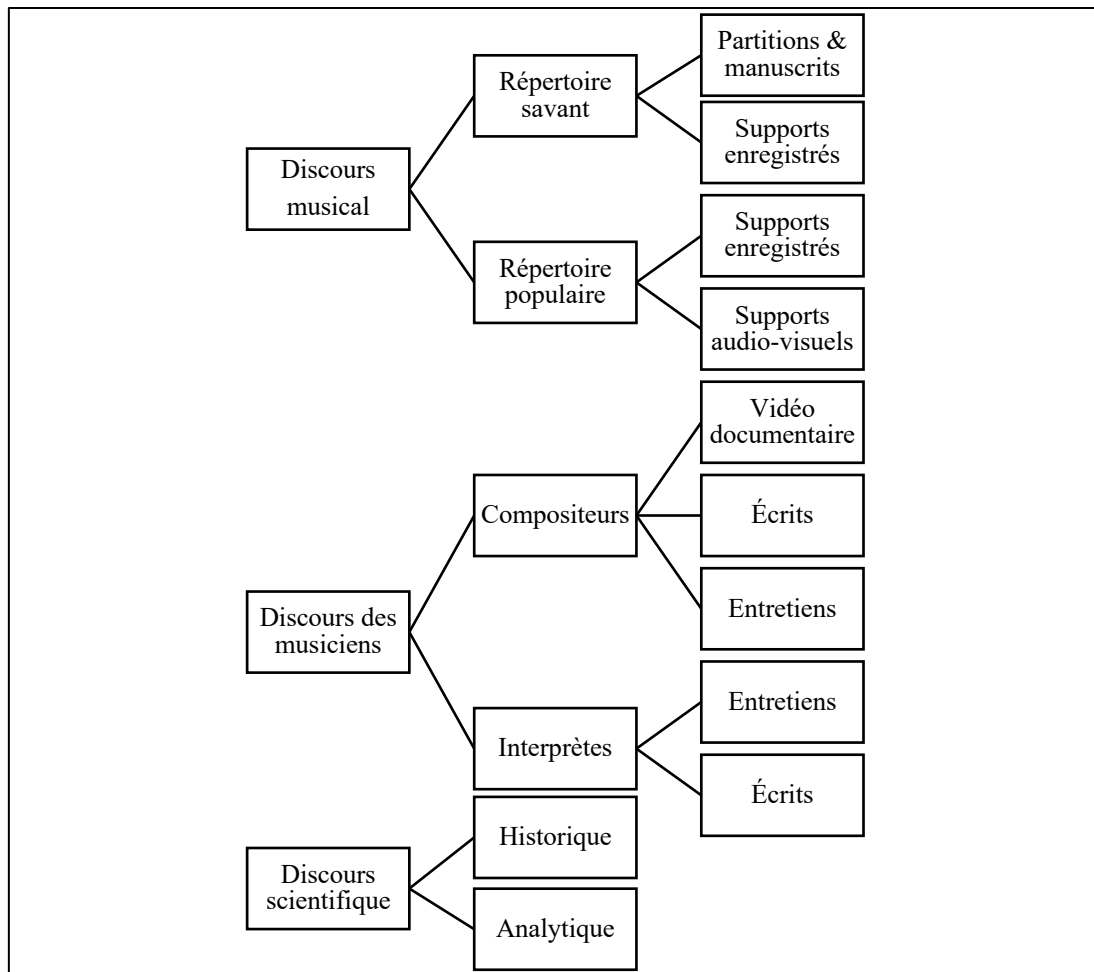 Discours
musical
Répertoire
savant
Partitions &
manuscrits
Supports
enregistrés
Répertoire
populaire
Supports
enregistrés
Supports
audio-visuels
Discours des
musiciens
Compositeurs
Vidéo
documentaire
Écrits
Entretiens
Interprètes
Entretiens
Écrits
Discours
scientifique
Historique
Analytique